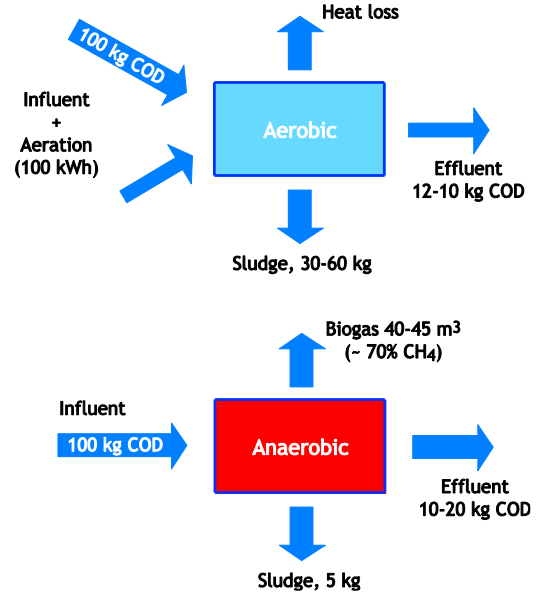 Heat loss
100 kg COD
Influent
+
Aeration
(100 kWh)
Aerobic
Effluent
12-10 kg COD
Sludge, 30-60 kg
Biogas 40-45 m³
(~ 70% CH₄)
Influent
100 kg COD
Anaerobic
Effluent
10-20 kg COD
Sludge, 5 kg